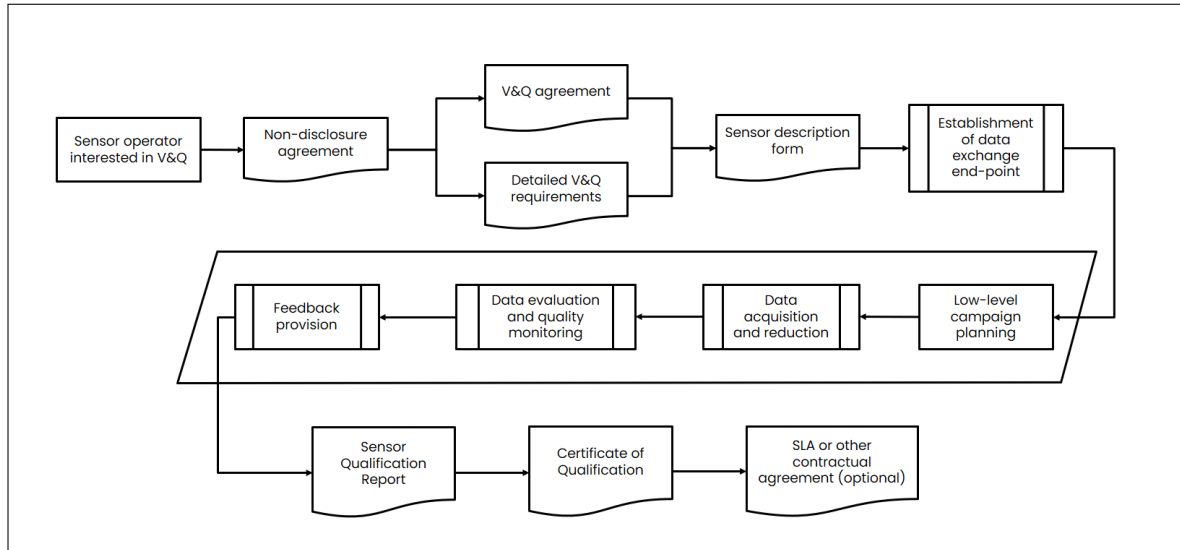 Sensor operator
interested in V&Q
Non-disclosure
agreement
V&Q agreement
Detailed V&Q
requirements
Sensor description
form
Establishment
of data
exchange
end-point
Low-level
campaign
planning
Data
acquisition
and reduction
Data evaluation
and quality
monitoring
Feedback
provision
Sensor
Qualification
Report
Certificate of
Qualification
SLA or other
contractual
agreement (optional)